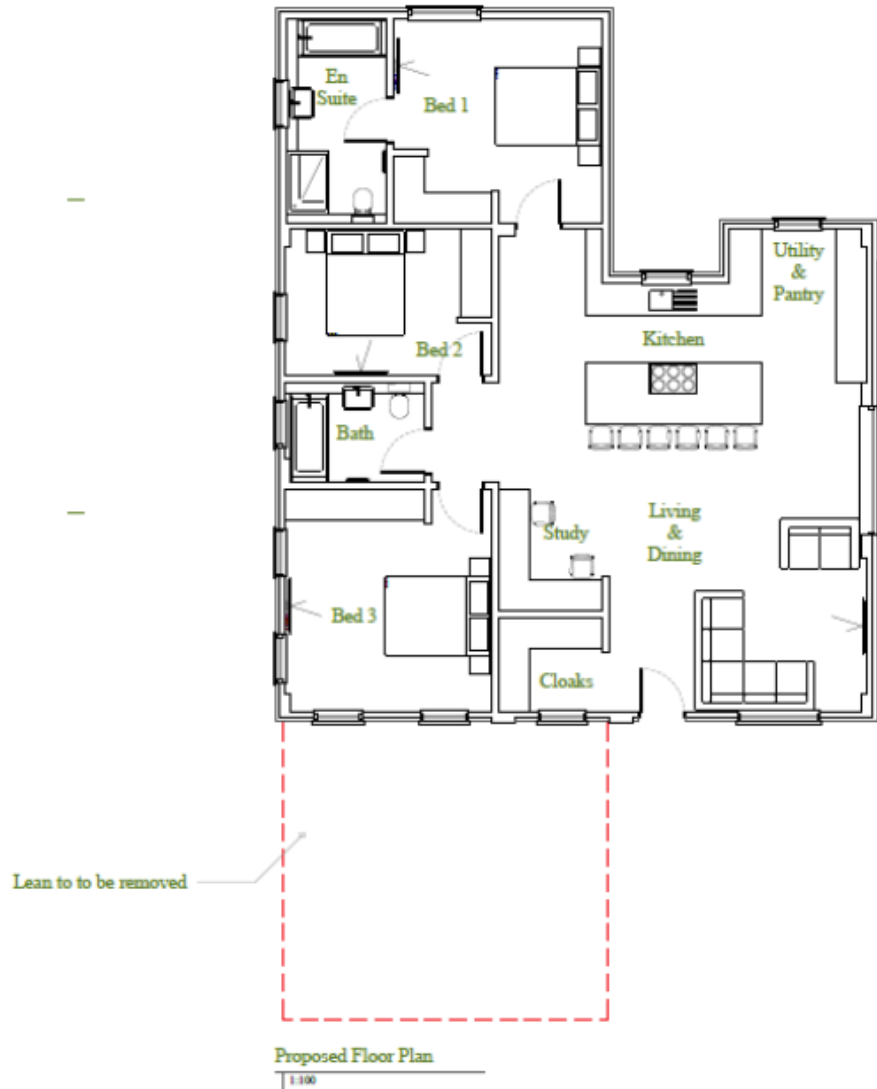 En
Suite
Bed 1
Utility
&
Pantry
Kitchen
Bed 2
Bath
Living
&
Dining
Study
Bed 3
Cloaks
Lean to to be removed
Proposed Floor Plan
1:100